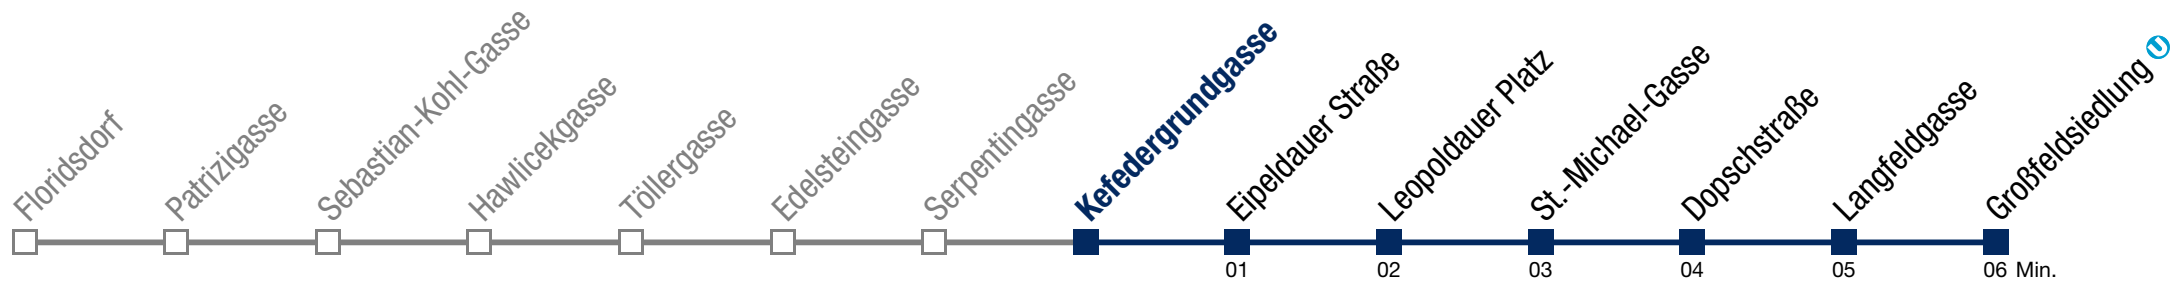 Floridsdorf
Patrizigasse
Sebastian-Kohl-Gasse
Hawlicekgasse
Töllergasse
Edelsteingasse
Serpentingasse
Kefedergrundgasse
Eipeldauer Straße
Leopoldauer Platz
St.-Michael-Gasse
Dopschstraße
Langfeldgasse
Großfeldsiedlung U
01 02 03 04 05 06 Min.